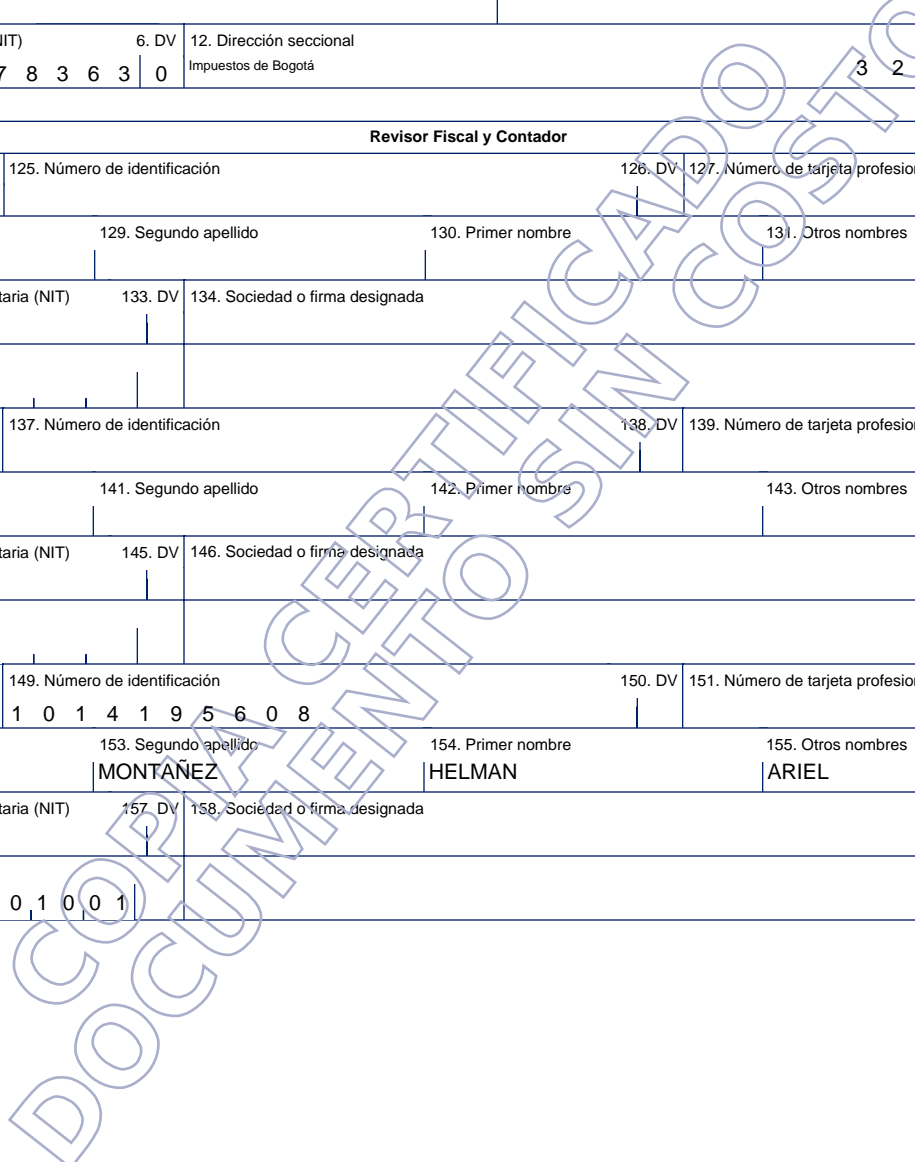 NIT) 6. DV 12. Dirección seccional
7 8 3 6 3 0 Impuestos de Bogotá 3 2
Revisor Fiscal y Contador
125. Número de identificación 126. DV 127. Número de tarjeta profesion
129. Segundo apellido 130. Primer nombre 131. Otros nombres
taria (NIT) 133. DV 134. Sociedad o firma designada
137. Número de identificación 138. DV 139. Número de tarjeta profesion
141. Segundo apellido 142. Primer nombre 143. Otros nombres
taria (NIT) 145. DV 146. Sociedad o firma designada
149. Número de identificación 150. DV 151. Número de tarjeta profesion
1 0 1 4 1 9 5 6 0 8
153. Segundo apellido 154. Primer nombre 155. Otros nombres
MONTAÑEZ HELMAN ARIEL
taria (NIT) 157. DV 158. Sociedad o firma designada
0 1 0 0 1
COPIA CERTIFICADO
DOCUMENTO SIN COSTO